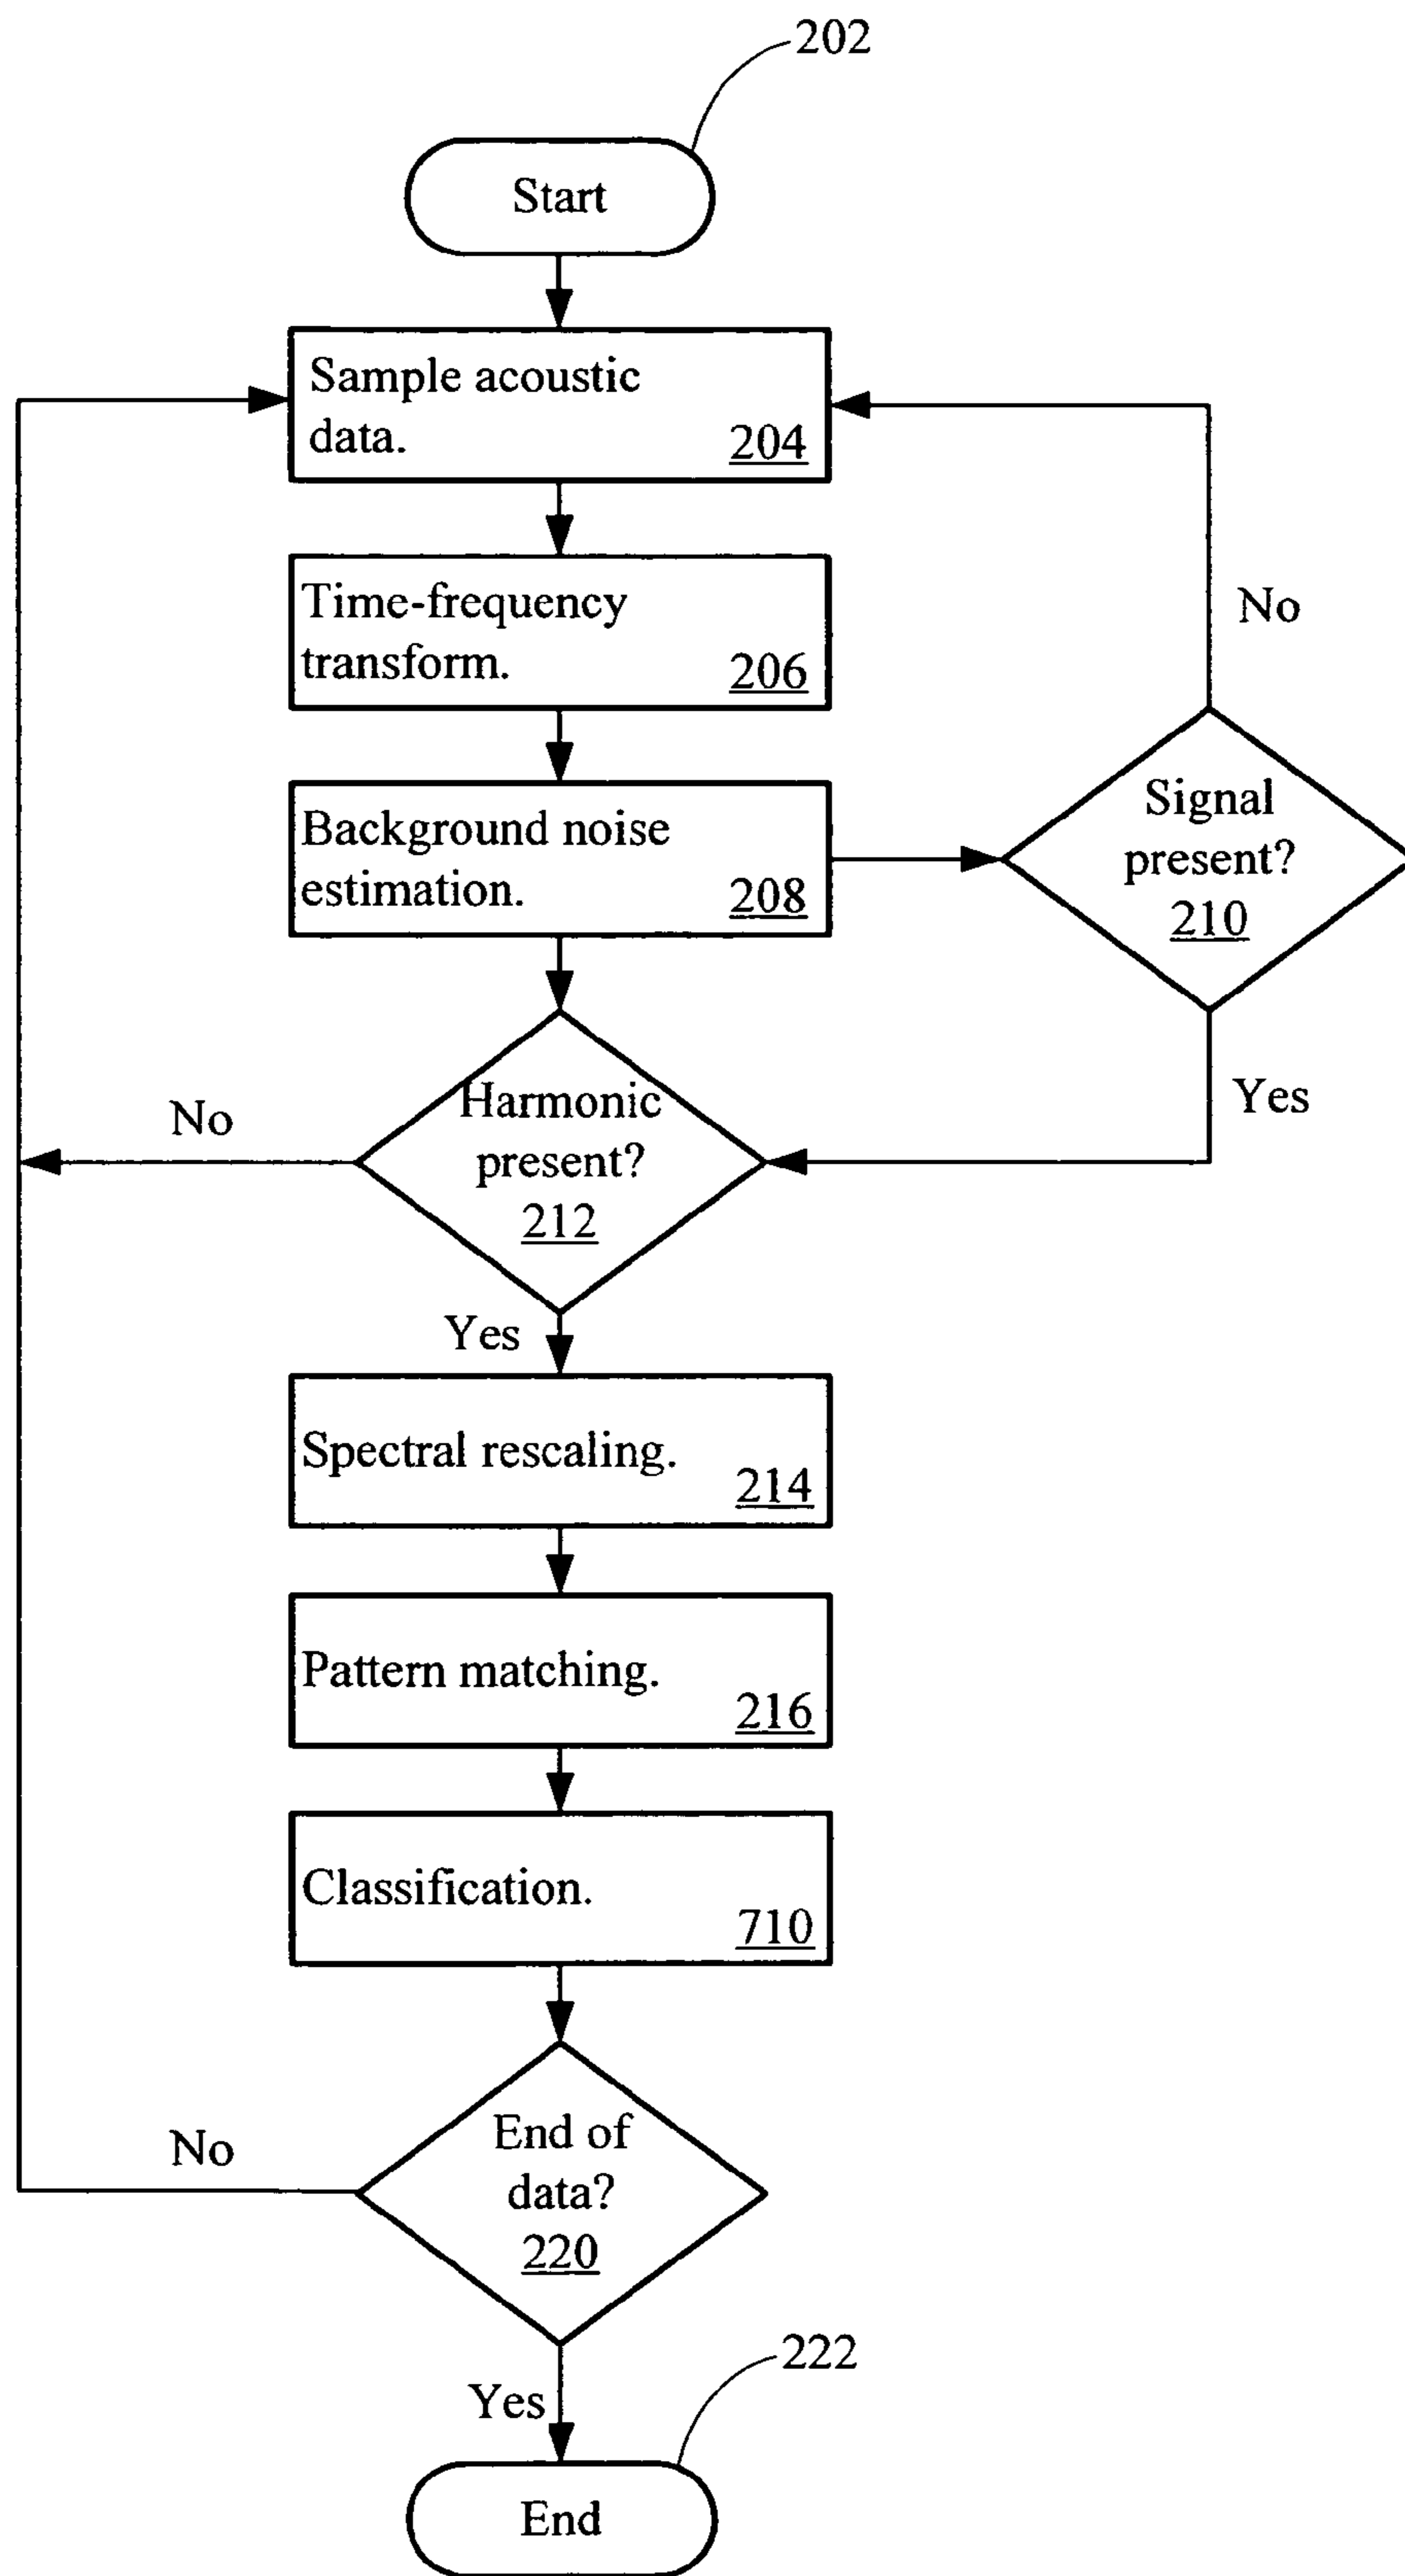 202
Start
Sample acoustic
data.
204
Time-frequency
transform.
206
No
Background noise
estimation.
208
Signal
present?
210
Harmonic
present?
212
No
Yes
Yes
Spectral rescaling.
214
Pattern matching.
216
Classification.
710
End of
data?
220
No
Yes
222
End